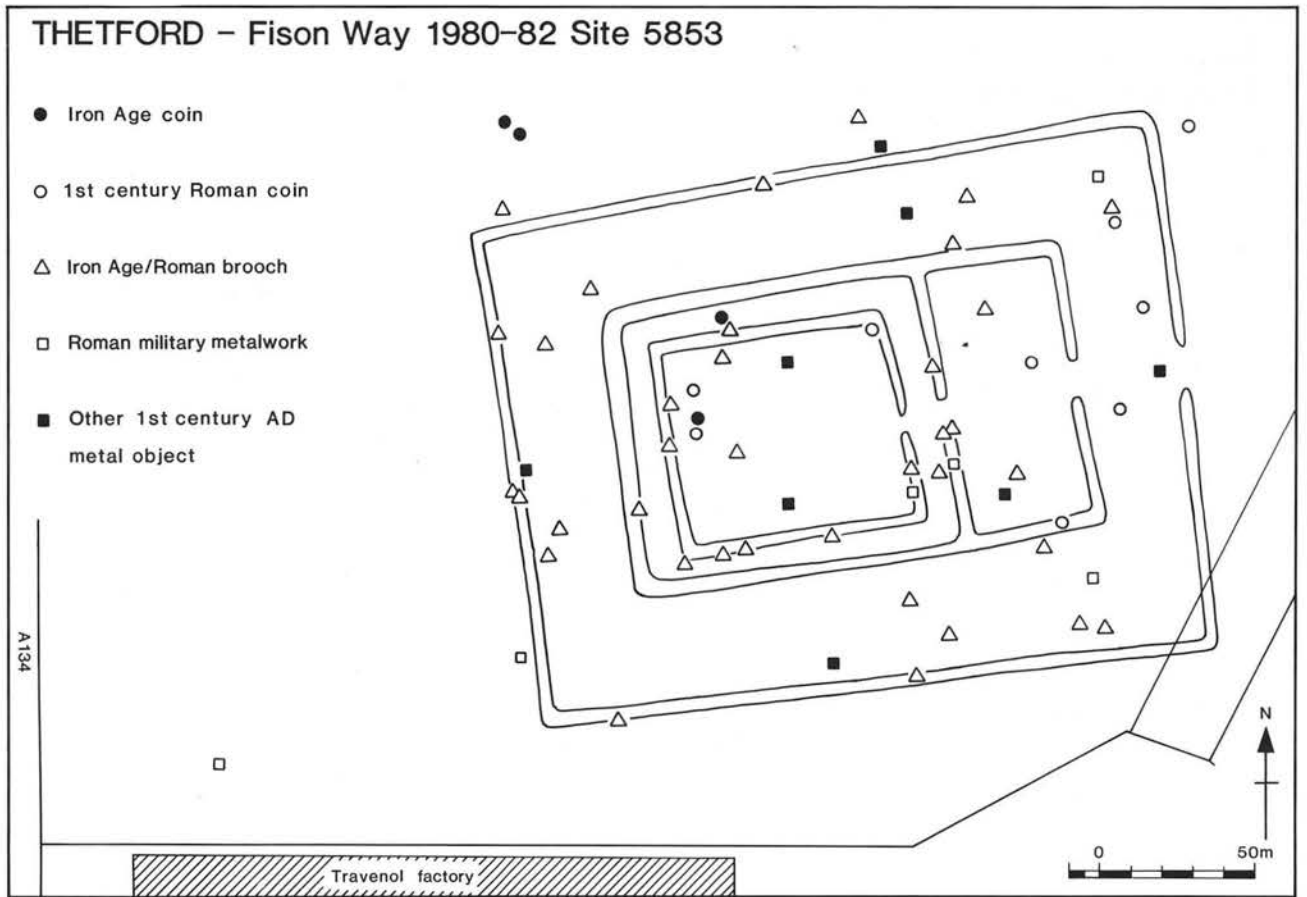 THETFORD – Fison Way 1980–82 Site 5853
Iron Age coin
1st century Roman coin
Iron Age/Roman brooch
Roman military metalwork
Other 1st century AD
metal object
A134
N
0 50m
Travenol factory